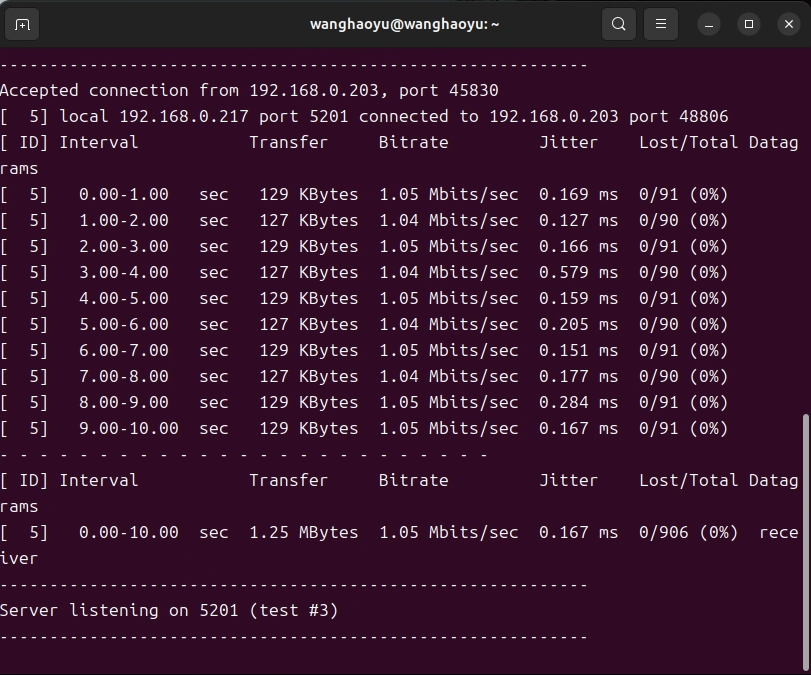 wanghaoyu@wanghaoyu: ~
-----------------------------------------------------------
Accepted connection from 192.168.0.203, port 45830
[  5] local 192.168.0.217 port 5201 connected to 192.168.0.203 port 48806
[ ID] Interval           Transfer     Bitrate         Jitter    Lost/Total Datag
rams
[  5]   0.00-1.00   sec   129 KBytes  1.05 Mbits/sec  0.169 ms  0/91 (0%)
[  5]   1.00-2.00   sec   127 KBytes  1.04 Mbits/sec  0.127 ms  0/90 (0%)
[  5]   2.00-3.00   sec   129 KBytes  1.05 Mbits/sec  0.166 ms  0/91 (0%)
[  5]   3.00-4.00   sec   127 KBytes  1.04 Mbits/sec  0.579 ms  0/90 (0%)
[  5]   4.00-5.00   sec   129 KBytes  1.05 Mbits/sec  0.159 ms  0/91 (0%)
[  5]   5.00-6.00   sec   127 KBytes  1.04 Mbits/sec  0.205 ms  0/90 (0%)
[  5]   6.00-7.00   sec   129 KBytes  1.05 Mbits/sec  0.151 ms  0/91 (0%)
[  5]   7.00-8.00   sec   127 KBytes  1.04 Mbits/sec  0.177 ms  0/90 (0%)
[  5]   8.00-9.00   sec   129 KBytes  1.05 Mbits/sec  0.284 ms  0/91 (0%)
[  5]   9.00-10.00  sec   129 KBytes  1.05 Mbits/sec  0.167 ms  0/91 (0%)
- - - - - - - - - - - - - - - - - - - - - - - - -
[ ID] Interval           Transfer     Bitrate         Jitter    Lost/Total Datag
rams
[  5]   0.00-10.00  sec  1.25 MBytes  1.05 Mbits/sec  0.167 ms  0/906 (0%)  rece
iver
-----------------------------------------------------------
Server listening on 5201 (test #3)
-----------------------------------------------------------